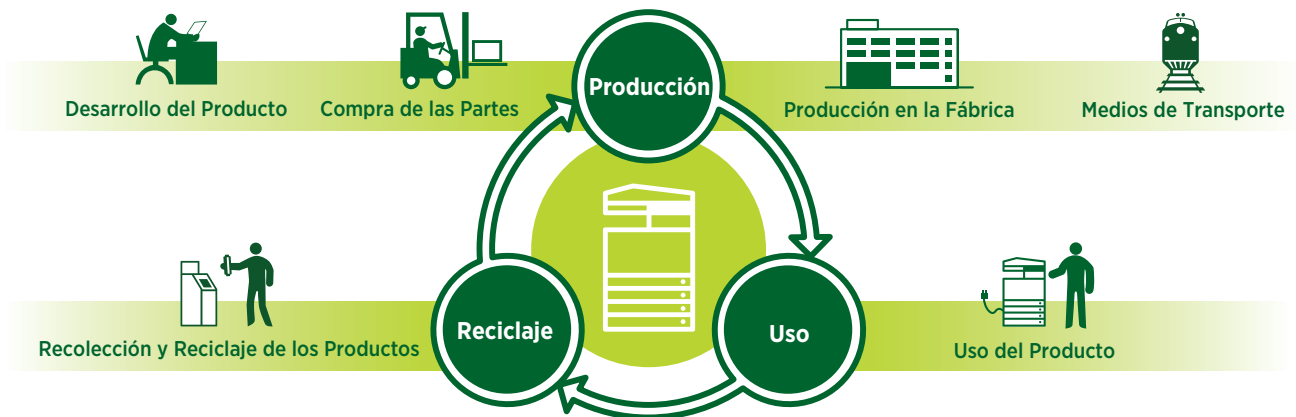 Producción
Desarrollo del Producto
Compra de las Partes
Producción en la Fábrica
Medios de Transporte
Reciclaje
Uso
Recolección y Reciclaje de los Productos
Uso del Producto